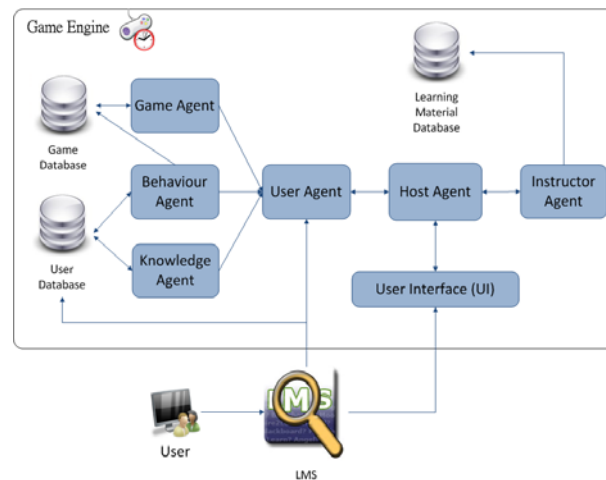 Game Engine
Game
Database
Game Agent
Learning
Material
Database
Behaviour
Agent
User Agent
Host Agent
Instructor
Agent
User
Database
Knowledge
Agent
User Interface (UI)
User
LMS
LMS